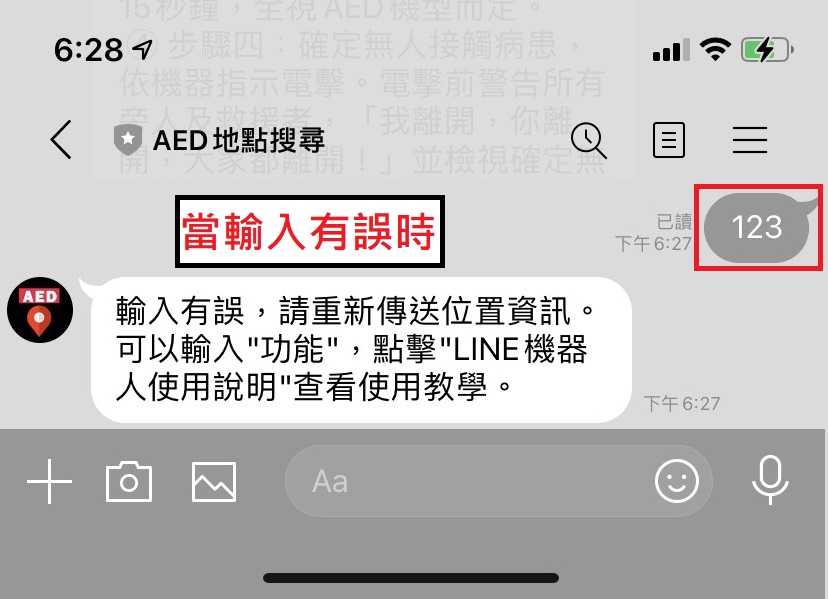 15秒鐘，全視AED機型而定。
6:28
④ 步驟四：確定無人接觸病患，
依機器指示電擊。電擊前警告所有
旁人及救援者，「我離開，你離
AED地點搜尋
開，大家都離開！」並檢視確定無
當輸入有誤時
已讀
下午6:27
123
AED
輸入有誤，請重新傳送位置資訊。
可以輸入"功能"，點擊"LINE機器
人使用說明"查看使用教學。
下午6:27
Aa